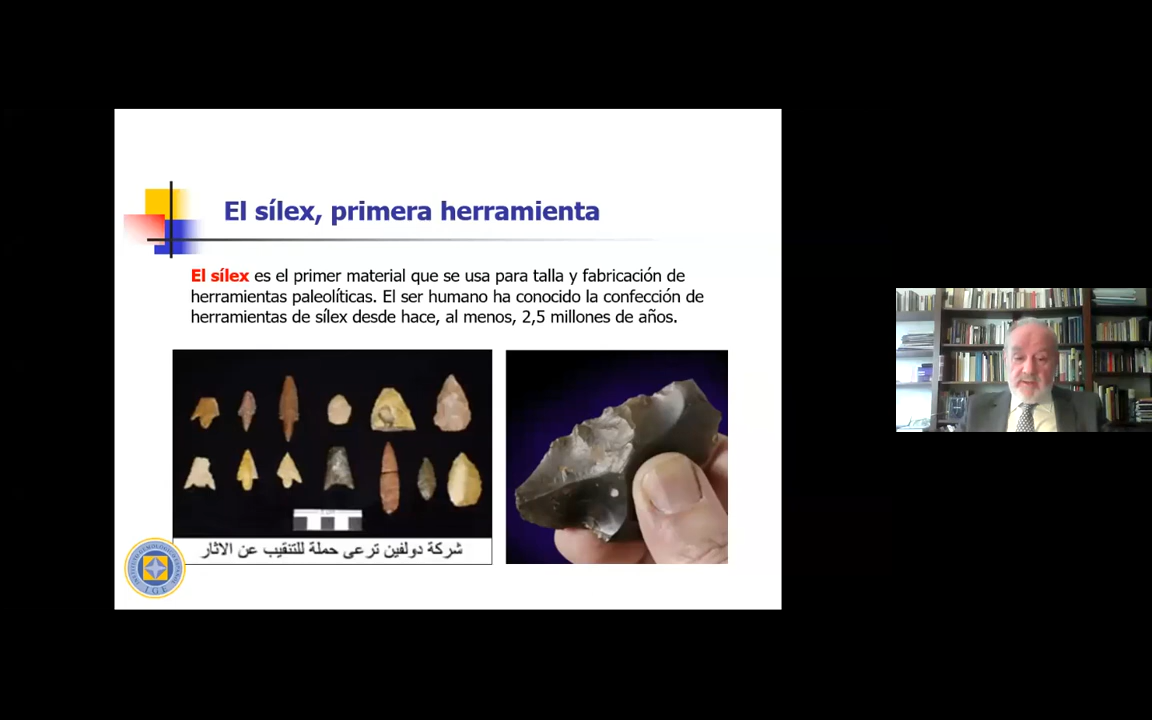 El sílex, primera herramienta
El sílex es el primer material que se usa para talla y fabricación de
herramientas paleolíticas. El ser humano ha conocido la confección de
herramientas de sílex desde hace, al menos, 2,5 millones de años.
شركة دولفين ترعى حملة للتنقيب عن الاثار
I G E